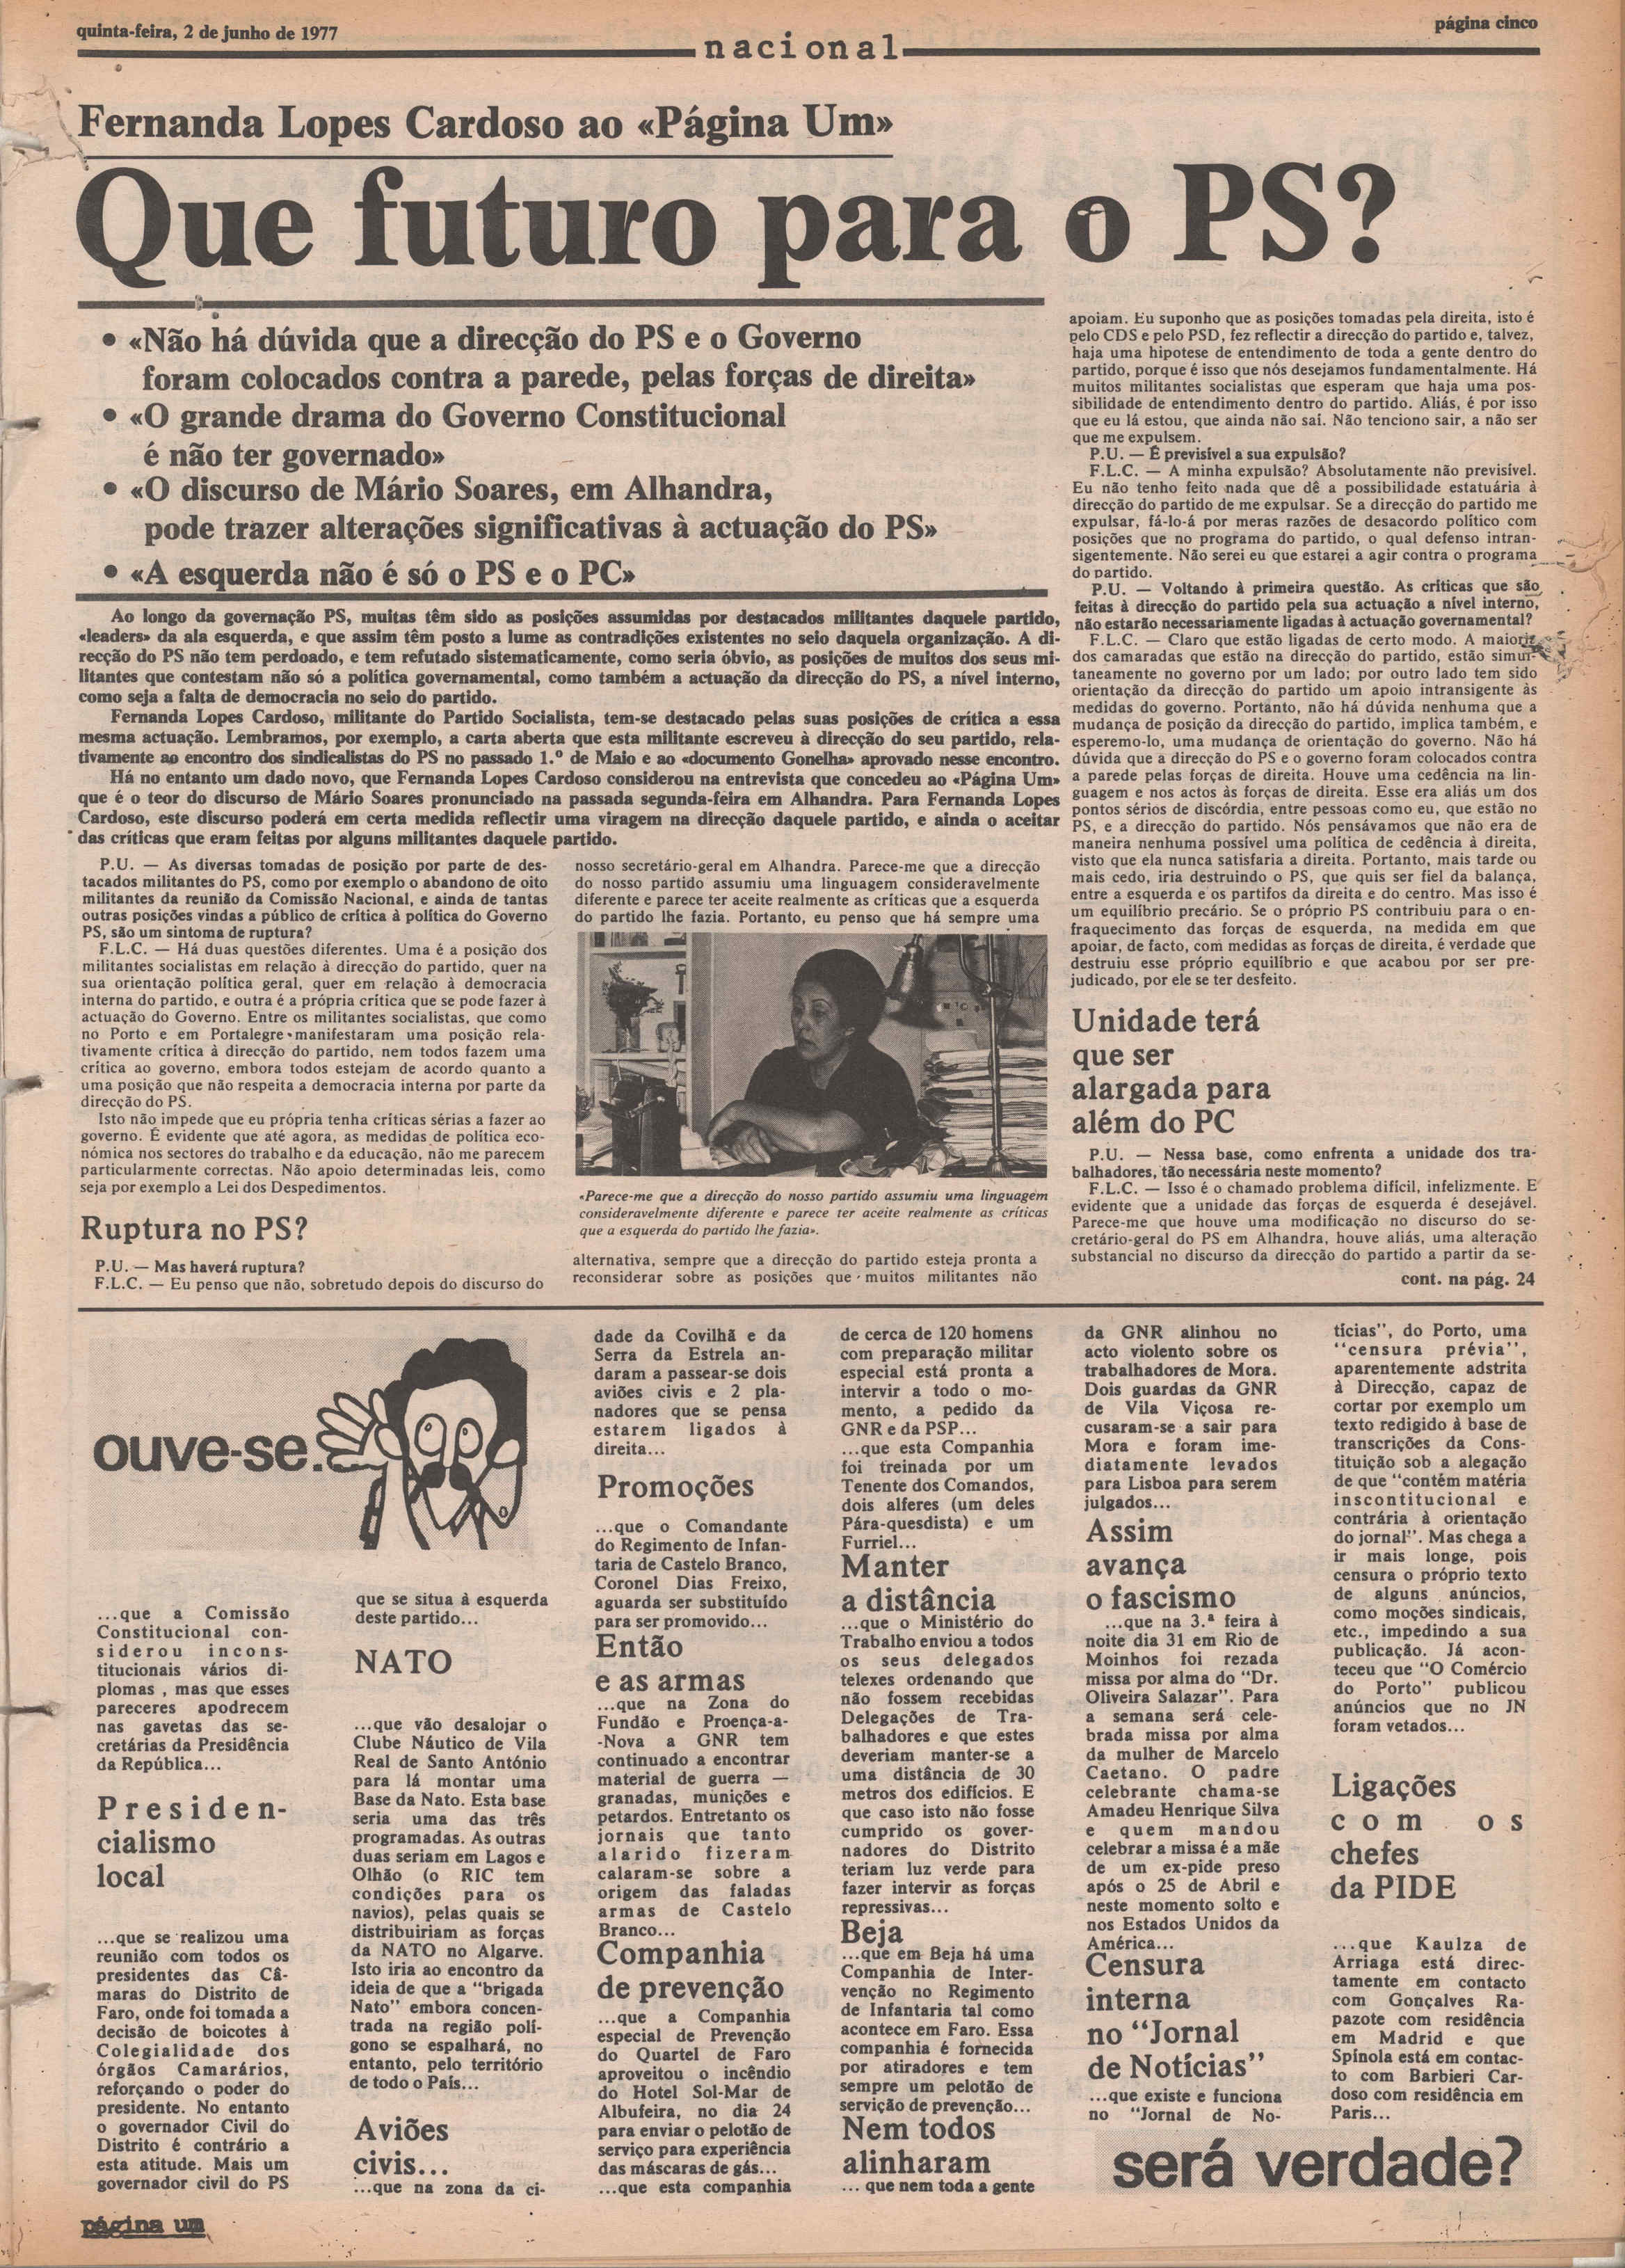 quinta-feira, 2 de junho de 1977
página cinco
nacional
Fernanda Lopes Cardoso ao «Página Um»
Que futuro para o PS?
• «Não há dúvida que a direcção do PS e o Governo
foram colocados contra a parede, pelas forças de direita»
• «O grande drama do Governo Constitucional
é não ter governado»
• «O discurso de Mário Soares, em Alhandra,
pode trazer alterações significativas à actuação do PS»
• «A esquerda não é só o PS e o PC»
Ao longo da governação PS, muitas têm sido as posições assumidas por destacados militantes daquele partido,
«leaders» da ala esquerda, e que assim têm posto a lume as contradições existentes no seio daquela organização. A di-
recção do PS não tem perdoado, e tem refutado sistematicamente, como seria óbvio, as posições de muitos dos seus mi-
litantes que contestam não só a política governamental, como também a actuação da direcção do PS, a nível interno,
como seja a falta de democracia no seio do partido.
Fernanda Lopes Cardoso, militante do Partido Socialista, tem-se destacado pelas suas posições de crítica a essa
mesma actuação. Lembramos, por exemplo, a carta aberta que esta militante escreveu à direcção do seu partido, rela-
tivamente ao encontro dos sindicalistas do PS no passado 1.º de Maio e ao «documento Gonelha» aprovado nesse encontro.
Há no entanto um dado novo, que Fernanda Lopes Cardoso considerou na entrevista que concedeu ao «Página Um»
que é o teor do discurso de Mário Soares pronunciado na passada segunda-feira em Alhandra. Para Fernanda Lopes
Cardoso, este discurso poderá em certa medida reflectir uma viragem na direcção daquele partido, e ainda o aceitar
das críticas que eram feitas por alguns militantes daquele partido.
P.U. — As diversas tomadas de posição por parte de des-
tacados militantes do PS, como por exemplo o abandono de oito
militantes da reunião da Comissão Nacional, e ainda de tantas
outras posições vindas a público de crítica à política do Governo
PS, são um sintoma de ruptura?
F.L.C. — Há duas questões diferentes. Uma é a posição dos
militantes socialistas em relação à direcção do partido, quer na
sua orientação política geral, quer em relação à democracia
interna do partido, e outra é a própria crítica que se pode fazer à
actuação do Governo. Entre os militantes socialistas, que como
no Porto e em Portalegre manifestaram uma posição rela-
tivamente crítica à direcção do partido, nem todos fazem uma
crítica ao governo, embora todos estejam de acordo quanto a
uma posição que não respeita a democracia interna por parte da
direcção do PS.
Isto não impede que eu própria tenha críticas sérias a fazer ao
governo. É evidente que até agora, as medidas de política eco-
nómica nos sectores do trabalho e da educação, não me parecem
particularmente correctas. Não apoio determinadas leis, como
seja por exemplo a Lei dos Despedimentos.
Ruptura no PS?
P.U. — Mas haverá ruptura?
F.L.C. — Eu penso que não, sobretudo depois do discurso do
nosso secretário-geral em Alhandra. Parece-me que a direcção
do nosso partido assumiu uma linguagem consideravelmente
diferente e parece ter aceite realmente as críticas que a esquerda
do partido lhe fazia. Portanto, eu penso que há sempre uma
«Parece-me que a direcção do nosso partido assumiu uma linguagem
consideravelmente diferente e parece ter aceite realmente as críticas
que a esquerda do partido lhe fazia».
alternativa, sempre que a direcção do partido esteja pronta a
reconsiderar sobre as posições que muitos militantes não
apoiam. Eu suponho que as posições tomadas pela direita, isto é
pelo CDS e pelo PSD, fez reflectir a direcção do partido e, talvez,
haja uma hipotese de entendimento de toda a gente dentro do
partido, porque é isso que nós desejamos fundamentalmente. Há
muitos militantes socialistas que esperam que haja uma pos-
sibilidade de entendimento dentro do partido. Aliás, é por isso
que eu lá estou, que ainda não saí. Não tenciono sair, a não ser
que me expulsem.
P.U. — É previsível a sua expulsão?
F.L.C. — A minha expulsão? Absolutamente não previsível.
Eu não tenho feito nada que dê a possibilidade estatuária à
direcção do partido de me expulsar. Se a direcção do partido me
expulsar, fá-lo-á por meras razões de desacordo político com
posições que no programa do partido, o qual defenso intran-
sigentemente. Não serei eu que estarei a agir contra o programa
do partido.
P.U. — Voltando à primeira questão. As críticas que são
feitas à direcção do partido pela sua actuação a nível interno,
não estarão necessariamente ligadas à actuação governamental?
F.L.C. — Claro que estão ligadas de certo modo. A maioria
dos camaradas que estão na direcção do partido, estão simul-
taneamente no governo por um lado; por outro lado tem sido
orientação da direcção do partido um apoio intransigente às
medidas do governo. Portanto, não há dúvida nenhuma que a
mudança de posição da direcção do partido, implica também, e
esperemo-lo, uma mudança de orientação do governo. Não há
dúvida que a direcção do PS e o governo foram colocados contra
a parede pelas forças de direita. Houve uma cedência na lin-
guagem e nos actos às forças de direita. Esse era aliás um dos
pontos sérios de discórdia, entre pessoas como eu, que estão no
PS, e a direcção do partido. Nós pensávamos que não era de
maneira nenhuma possível uma política de cedência à direita,
visto que ela nunca satisfaria a direita. Portanto, mais tarde ou
mais cedo, iria destruindo o PS, que quis ser fiel da balança,
entre a esquerda e os partifos da direita e do centro. Mas isso é
um equilíbrio precário. Se o próprio PS contribuiu para o en-
fraquecimento das forças de esquerda, na medida em que
apoiar, de facto, com medidas as forças de direita, é verdade que
destruiu esse próprio equilíbrio e que acabou por ser pre-
judicado, por ele se ter desfeito.
Unidade terá
que ser
alargada para
além do PC
P.U. — Nessa base, como enfrenta a unidade dos tra-
balhadores, tão necessária neste momento?
F.L.C. — Isso é o chamado problema difícil, infelizmente. E
evidente que a unidade das forças de esquerda é desejável.
Parece-me que houve uma modificação no discurso do se-
cretário-geral do PS em Alhandra, houve aliás, uma alteração
substancial no discurso da direcção do partido a partir da se-
cont. na pág. 24
ouve-se...
...que a Comissão
Constitucional con-
siderou incons-
titucionais vários di-
plomas , mas que esses
pareceres apodrecem
nas gavetas das se-
cretárias da Presidência
da República...
Presiden-
cialismo
local
...que se realizou uma
reunião com todos os
presidentes das Câ-
maras do Distrito de
Faro, onde foi tomada a
decisão de boicotes à
Colegialidade dos
órgãos Camarários,
reforçando o poder do
presidente. No entanto
o governador Civil do
Distrito é contrário a
esta atitude. Mais um
governador civil do PS
que se situa à esquerda
deste partido...
NATO
...que vão desalojar o
Clube Náutico de Vila
Real de Santo António
para lá montar uma
Base da Nato. Esta base
seria uma das três
programadas. As outras
duas seriam em Lagos e
Olhão (o RIC tem
condições para os
navios), pelas quais se
distribuiriam as forças
da NATO no Algarve.
Isto iria ao encontro da
ideia de que a "brigada
Nato" embora concen-
trada na região polí-
gono se espalhará, no
entanto, pelo território
de todo o País...
Aviões
civis...
...que na zona da ci-
dade da Covilhã e da
Serra da Estrela an-
daram a passear-se dois
aviões civis e 2 pla-
nadores que se pensa
estarem ligados à
direita...
Promoções
...que o Comandante
do Regimento de Infan-
taria de Castelo Branco,
Coronel Dias Freixo,
aguarda ser substituído
para ser promovido...
Então
e as armas
...que na Zona do
Fundão e Proença-a-
-Nova a GNR tem
continuado a encontrar
material de guerra —
granadas, munições e
petardos. Entretanto os
jornais que tanto
alarido fizeram
calaram-se sobre a
origem das faladas
armas de Castelo
Branco...
Companhia
de prevenção
...que a Companhia
especial de Prevenção
do Quartel de Faro
aproveitou o incêndio
do Hotel Sol-Mar de
Albufeira, no dia 24
para enviar o pelotão de
serviço para experiência
das máscaras de gás...
...que esta companhia
de cerca de 120 homens
com preparação militar
especial está pronta a
intervir a todo o mo-
mento, a pedido da
GNR e da PSP...
...que esta Companhia
foi treinada por um
Tenente dos Comandos,
dois alferes (um deles
Pára-quesdista) e um
Furriel...
Manter
a distância
...que o Ministério do
Trabalho enviou a todos
os seus delegados
telexes ordenando que
não fossem recebidas
Delegações de Tra-
balhadores e que estes
deveriam manter-se a
uma distância de 30
metros dos edifícios. E
que caso isto não fosse
cumprido os gover-
nadores do Distrito
teriam luz verde para
fazer intervir as forças
repressivas...
Beja
...que em Beja há uma
Companhia de Inter-
venção no Regimento
de Infantaria tal como
acontece em Faro. Essa
companhia é fornecida
por atiradores e tem
sempre um pelotão de
servição de prevenção...
Nem todos
alinharam
... que nem toda a gente
da GNR alinhou no
acto violento sobre os
trabalhadores de Mora.
Dois guardas da GNR
de Vila Viçosa re-
cusaram-se a sair para
Mora e foram ime-
diatamente levados
para Lisboa para serem
julgados...
Assim
avança
o fascismo
...que na 3.ª feira à
noite dia 31 em Rio de
Moinhos foi rezada
missa por alma do "Dr.
Oliveira Salazar". Para
a semana será cele-
brada missa por alma
da mulher de Marcelo
Caetano. O padre
celebrante chama-se
Amadeu Henrique Silva
e quem mandou
celebrar a missa é a mãe
de um ex-pide preso
após o 25 de Abril e
neste momento solto e
nos Estados Unidos da
América...
Censura
interna
no "Jornal
de Notícias"
...que existe e funciona
no "Jornal de No-
tícias", do Porto, uma
"censura prévia",
aparentemente adstrita
à Direcção, capaz de
cortar por exemplo um
texto redigido à base de
transcrições da Cons-
tituição sob a alegação
de que "contém matéria
inscontitucional e
contrária à orientação
do jornal". Mas chega a
ir mais longe, pois
censura o próprio texto
de alguns anúncios,
como moções sindicais,
etc., impedindo a sua
publicação. Já acon-
teceu que "O Comércio
do Porto" publicou
anúncios que no JN
foram vetados...
Ligações
com os
chefes
da PIDE
...que Kaulza de
Arriaga está direc-
tamente em contacto
com Gonçalves Ra-
pazote com residência
em Madrid e que
Spínola está em contac-
to com Barbieri Car-
doso com residência em
Paris...
será verdade?
página um